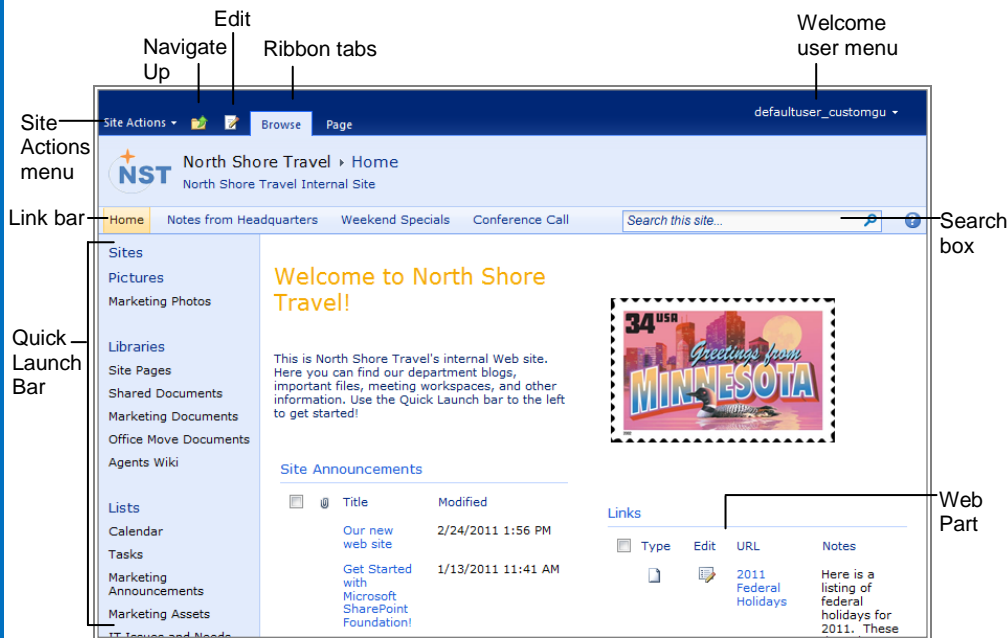 Edit
Navigate
Up
Ribbon tabs
Welcome
user menu
Site
Actions
menu
Site Actions
Browse
Page
defaultuser_customgu
NST
North Shore Travel ▸ Home
North Shore Travel Internal Site
Link bar
Home
Notes from Headquarters
Weekend Specials
Conference Call
Search this site...
?
Search
box
Quick
Launch
Bar
Sites
Pictures
Marketing Photos
Libraries
Site Pages
Shared Documents
Marketing Documents
Office Move Documents
Agents Wiki
Lists
Calendar
Tasks
Marketing
Announcements
Marketing Assets
IT Issues and Needs
Welcome to North Shore
Travel!
This is North Shore Travel's internal Web site.
Here you can find our department blogs,
important files, meeting workspaces, and other
information. Use the Quick Launch bar to the left
to get started!
34 USA
Greetings from
MINNESOTA
2002
Site Announcements
Title Modified
Our new
web site
2/24/2011 1:56 PM
Get Started
with
Microsoft
SharePoint
Foundation!
1/13/2011 11:41 AM
Web
Part
Links
Type Edit URL Notes
2011
Federal
Holidays
Here is a
listing of
federal
holidays for
2011. These